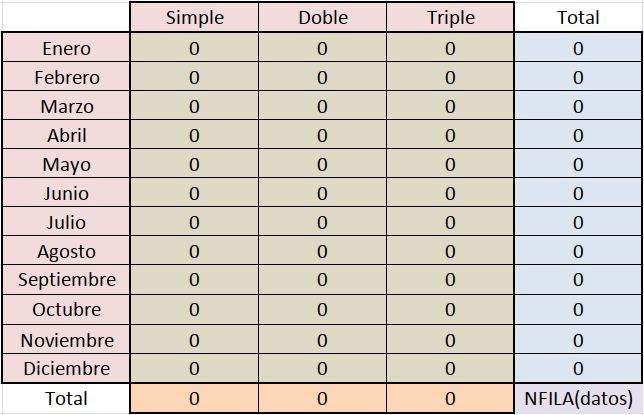 Simple Doble Triple Total
Enero 0 0 0 0
Febrero 0 0 0 0
Marzo 0 0 0 0
Abril 0 0 0 0
Mayo 0 0 0 0
Junio 0 0 0 0
Julio 0 0 0 0
Agosto 0 0 0 0
Septiembre 0 0 0 0
Octubre 0 0 0 0
Noviembre 0 0 0 0
Diciembre 0 0 0 0
Total 0 0 0 NFILA(datos)